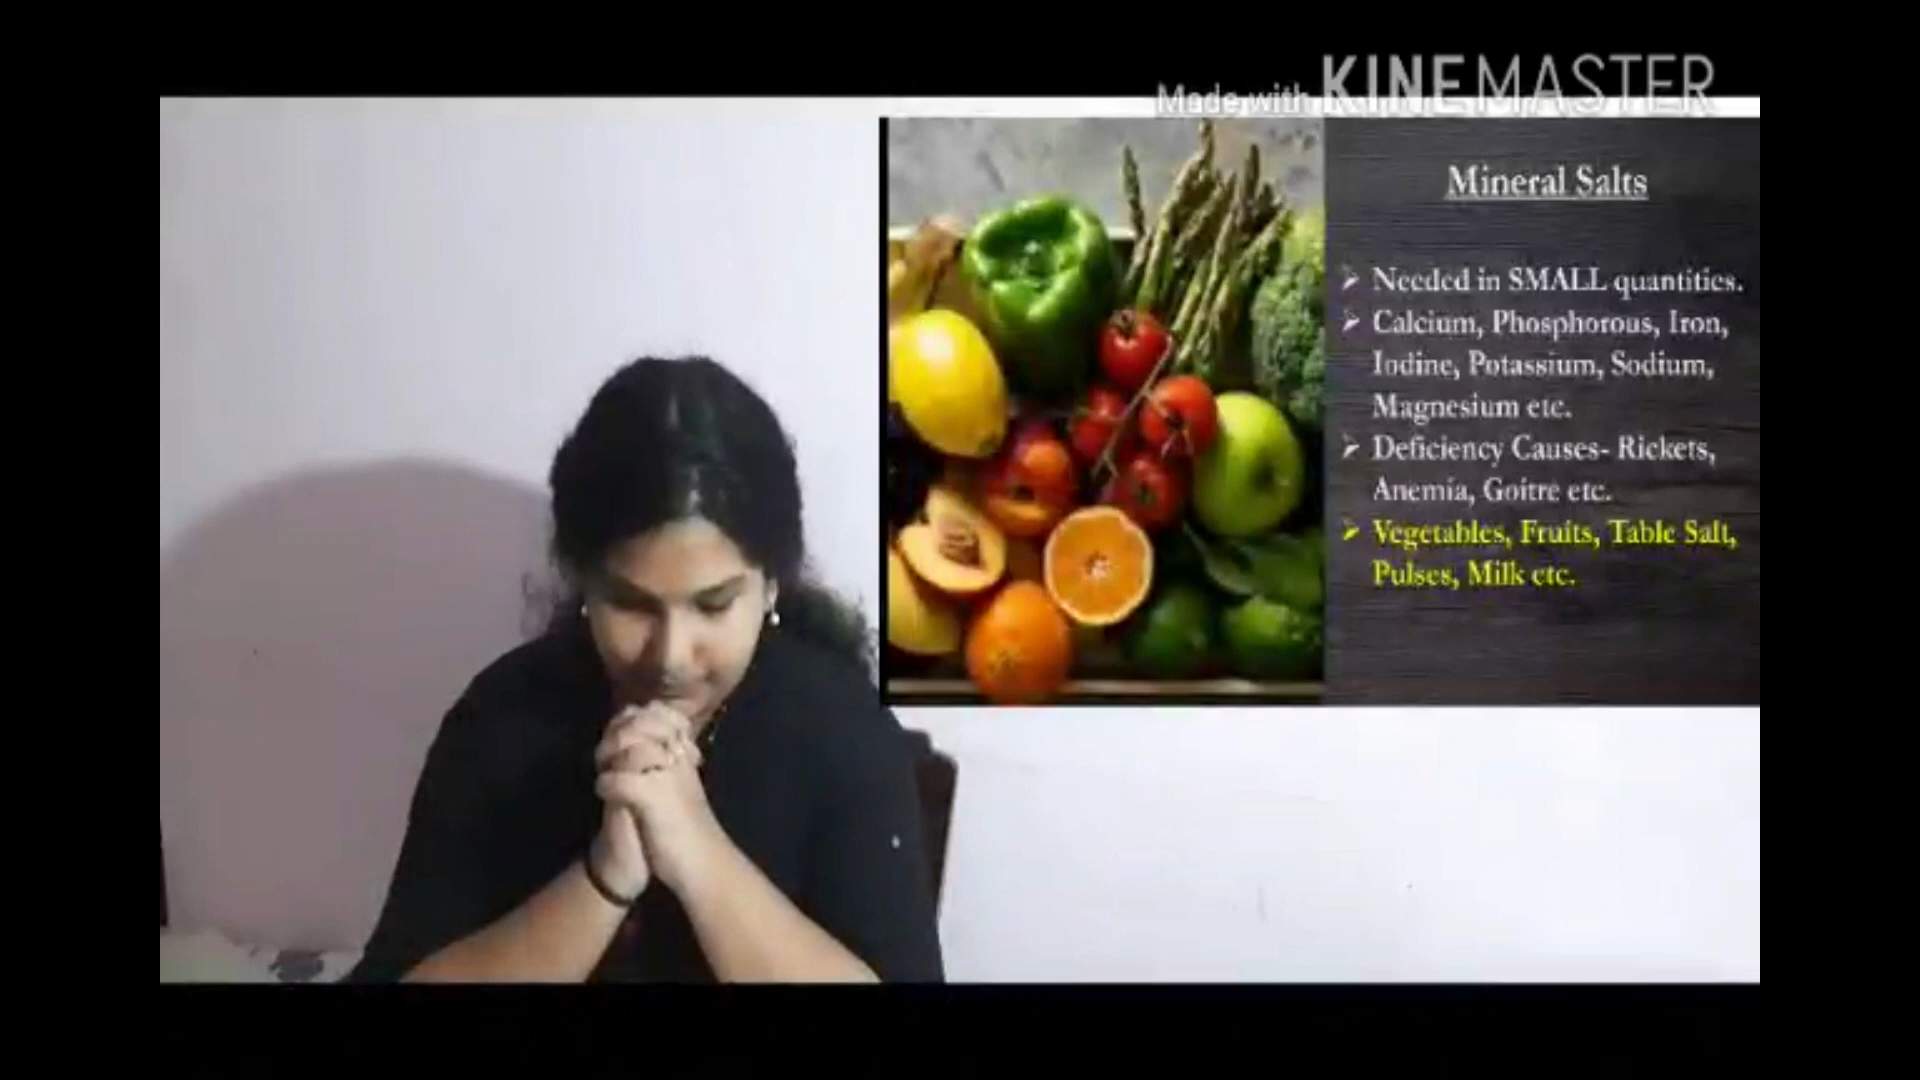 Made with KINEMASTER
Mineral Salts
➢ Needed in SMALL quantities.
➢ Calcium, Phosphorous, Iron,
Iodine, Potassium, Sodium,
Magnesium etc.
➢ Deficiency Causes- Rickets,
Anemia, Goitre etc.
➢ Vegetables, Fruits, Table Salt,
Pulses, Milk etc.